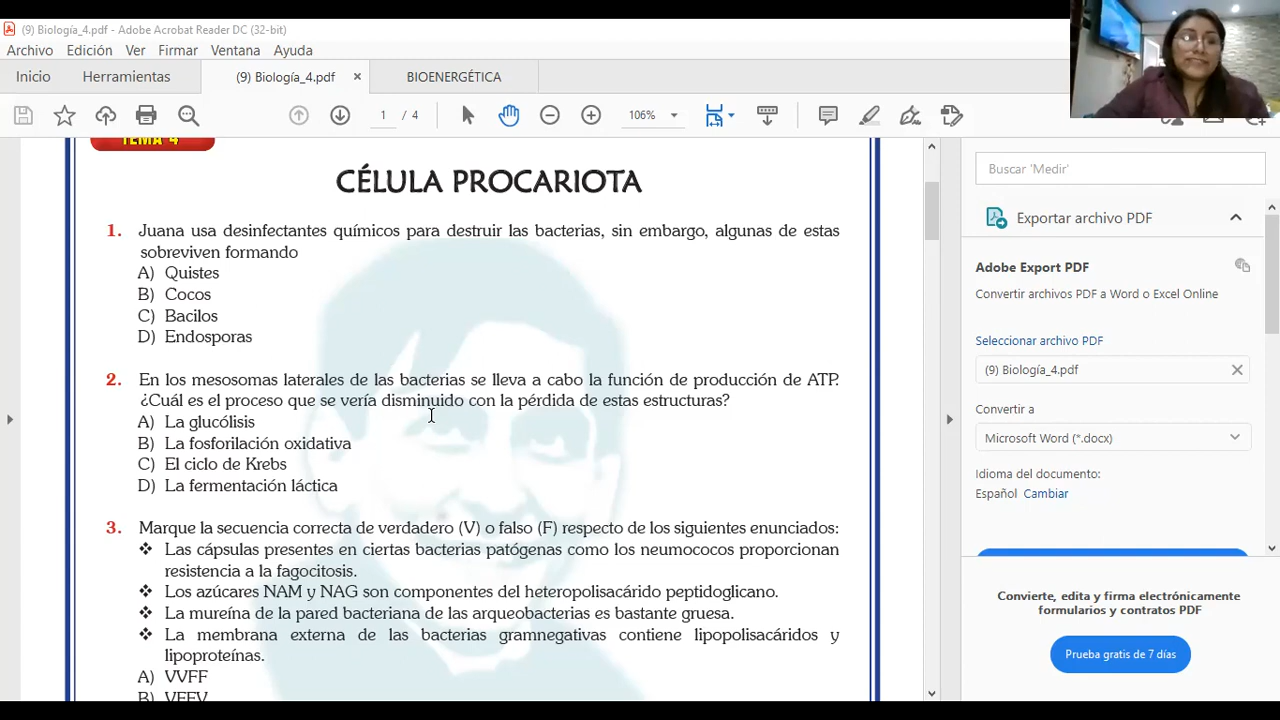 (9) Biología_4.pdf - Adobe Acrobat Reader DC (32-bit)
Archivo Edición Ver Firmar Ventana Ayuda
Inicio Herramientas (9) Biología_4.pdf × BIOENERGÉTICA
1 / 4 106%
TEMA 4
CÉLULA PROCARIOTA
1. Juana usa desinfectantes químicos para destruir las bacterias, sin embargo, algunas de estas
sobreviven formando
A) Quistes
B) Cocos
C) Bacilos
D) Endosporas
2. En los mesosomas laterales de las bacterias se lleva a cabo la función de producción de ATP.
¿Cuál es el proceso que se vería disminuido con la pérdida de estas estructuras?
A) La glucólisis
B) La fosforilación oxidativa
C) El ciclo de Krebs
D) La fermentación láctica
3. Marque la secuencia correcta de verdadero (V) o falso (F) respecto de los siguientes enunciados:
❖ Las cápsulas presentes en ciertas bacterias patógenas como los neumococos proporcionan
resistencia a la fagocitosis.
❖ Los azúcares NAM y NAG son componentes del heteropolisacárido peptidoglicano.
❖ La mureína de la pared bacteriana de las arqueobacterias es bastante gruesa.
❖ La membrana externa de las bacterias gramnegativas contiene lipopolisacáridos y
lipoproteínas.
A) VVFF
B) VFFV
Buscar 'Medir'
Exportar archivo PDF
Adobe Export PDF
Convertir archivos PDF a Word o Excel Online
Seleccionar archivo PDF
(9) Biología_4.pdf
Convertir a
Microsoft Word (*.docx)
Idioma del documento:
Español Cambiar
Convierte, edita y firma electrónicamente
formularios y contratos PDF
Prueba gratis de 7 días